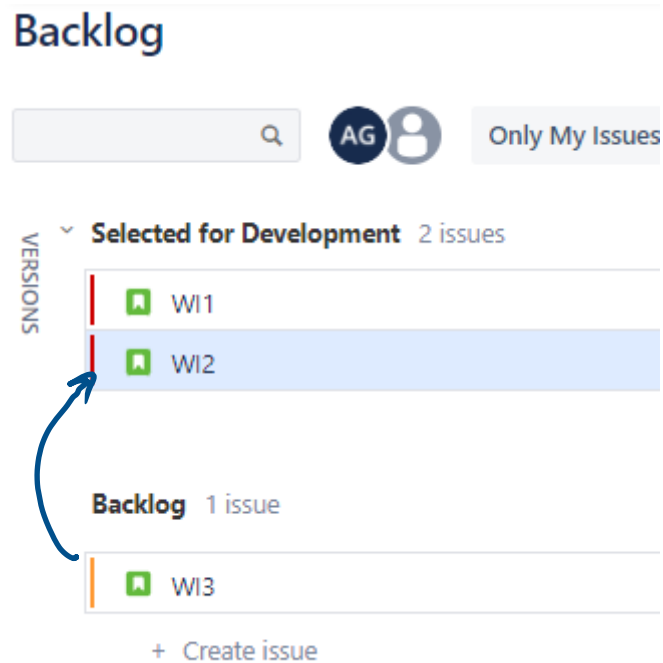 Backlog
AG Only My Issues
VERSIONS
Selected for Development 2 issues
WI1
WI2
Backlog 1 issue
WI3
+ Create issue